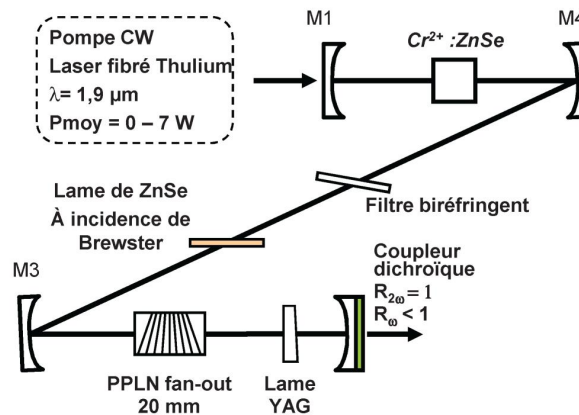 Pompe CW
Laser fibré Thulium
λ= 1,9 µm
Pmoy = 0 – 7 W
M1
Cr²⁺ :ZnSe
M4
Lame de ZnSe
À incidence de
Brewster
Filtre biréfringent
Coupleur
dichroïque
R₂ω = 1
Rω < 1
M3
PPLN fan-out
20 mm
Lame
YAG